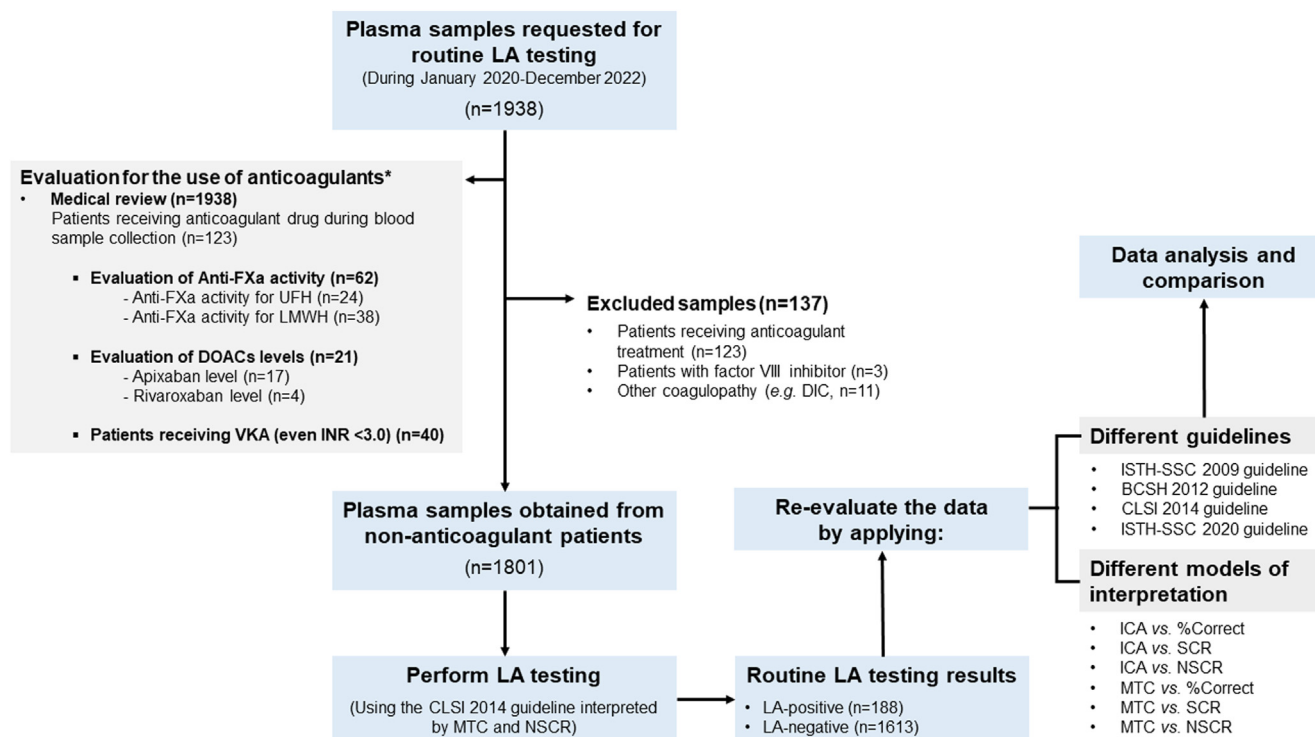 Plasma samples requested for
routine LA testing
(During January 2020-December 2022)
(n=1938)
Evaluation for the use of anticoagulants*
• Medical review (n=1938)
Patients receiving anticoagulant drug during blood
sample collection (n=123)
▪ Evaluation of Anti-FXa activity (n=62)
- Anti-FXa activity for UFH (n=24)
- Anti-FXa activity for LMWH (n=38)
▪ Evaluation of DOACs levels (n=21)
- Apixaban level (n=17)
- Rivaroxaban level (n=4)
▪ Patients receiving VKA (even INR <3.0) (n=40)
Excluded samples (n=137)
• Patients receiving anticoagulant
treatment (n=123)
• Patients with factor VIII inhibitor (n=3)
• Other coagulopathy (e.g. DIC, n=11)
Plasma samples obtained from
non-anticoagulant patients
(n=1801)
Perform LA testing
(Using the CLSI 2014 guideline interpreted
by MTC and NSCR)
Routine LA testing results
• LA-positive (n=188)
• LA-negative (n=1613)
Re-evaluate the data
by applying:
Different guidelines
• ISTH-SSC 2009 guideline
• BCSH 2012 guideline
• CLSI 2014 guideline
• ISTH-SSC 2020 guideline
Different models of
interpretation
• ICA vs. %Correct
• ICA vs. SCR
• ICA vs. NSCR
• MTC vs. %Correct
• MTC vs. SCR
• MTC vs. NSCR
Data analysis and
comparison